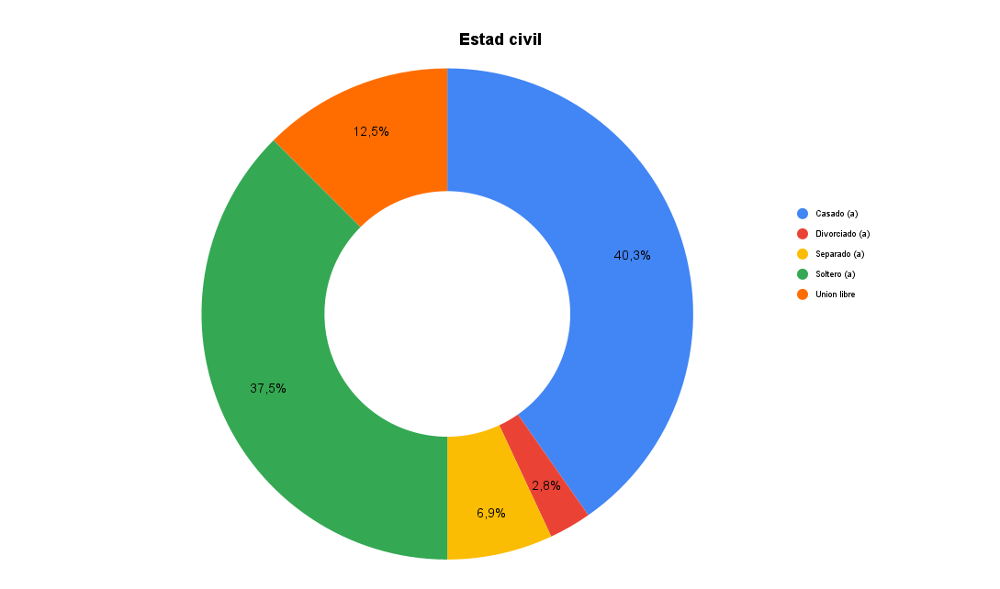 Estad civil
12,5%
40,3%
37,5%
2,8%
6,9%
Casado (a)
Divorciado (a)
Separado (a)
Soltero (a)
Union libre